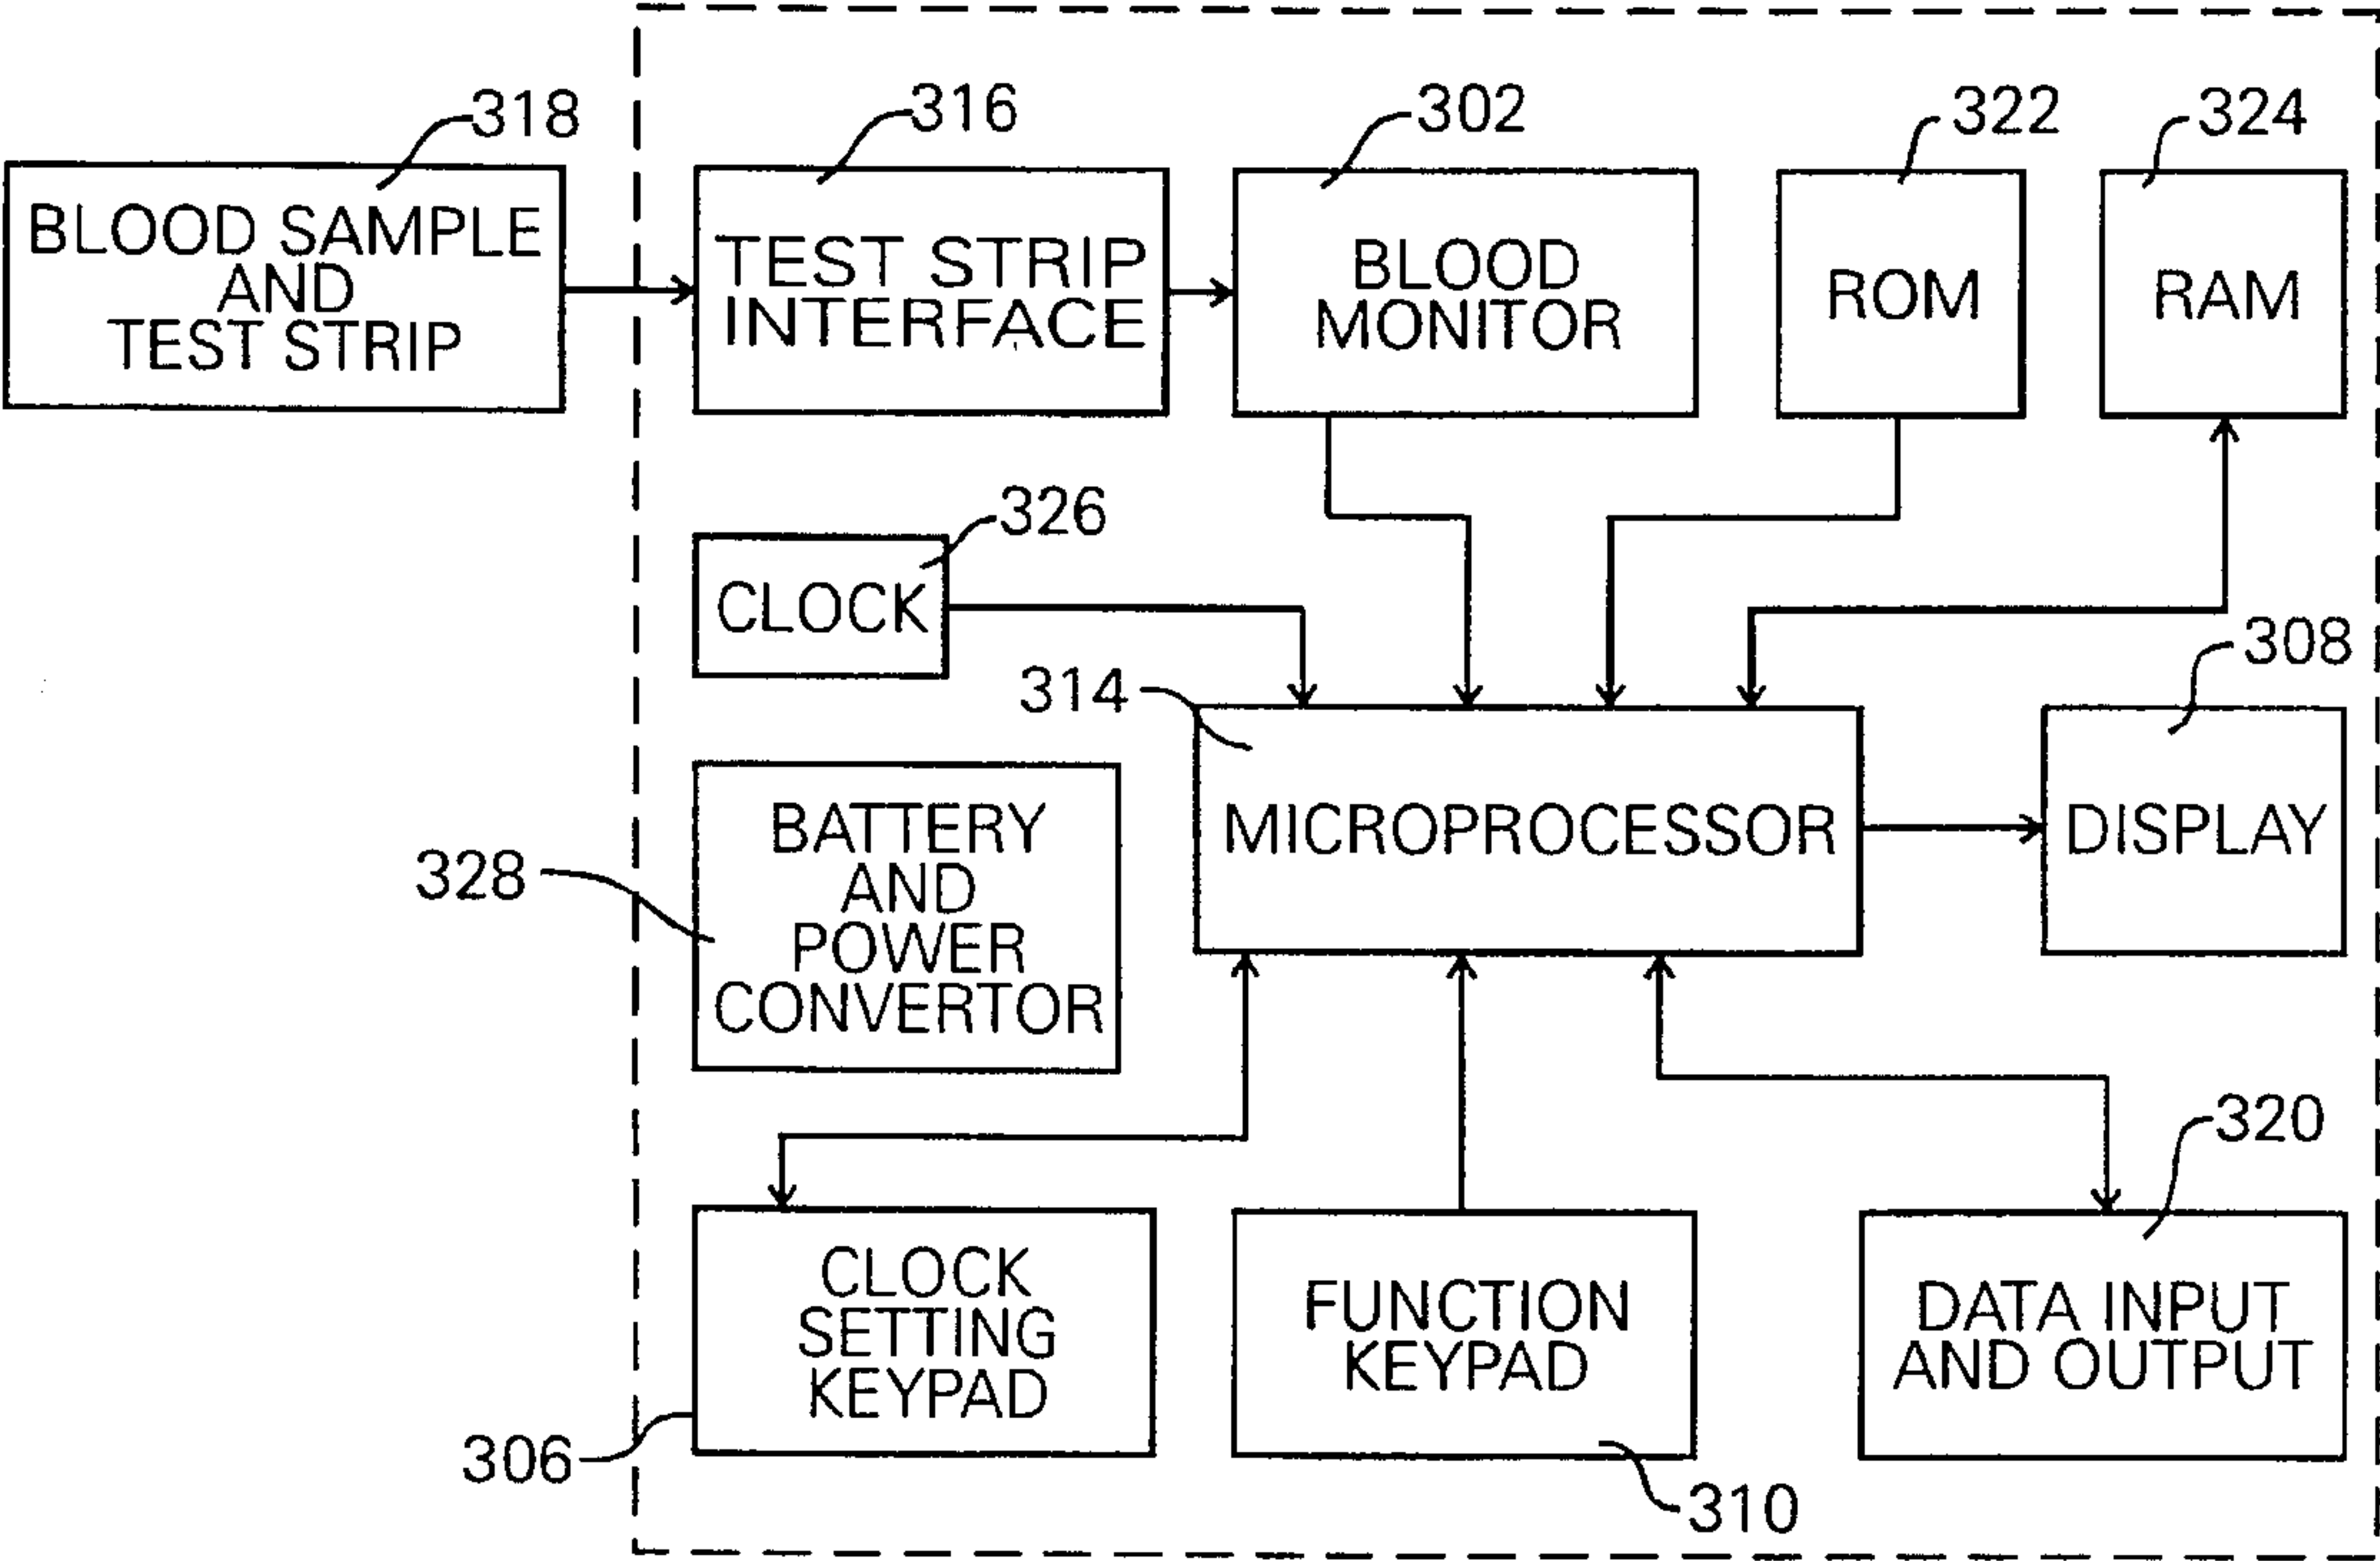 318
316
302
322
324
BLOOD SAMPLE
AND
TEST STRIP
TEST STRIP
INTERFACE
BLOOD
MONITOR
ROM
RAM
326
CLOCK
314
308
BATTERY
AND
POWER
CONVERTOR
328
MICROPROCESSOR
DISPLAY
320
CLOCK
SETTING
KEYPAD
306
FUNCTION
KEYPAD
310
DATA INPUT
AND OUTPUT